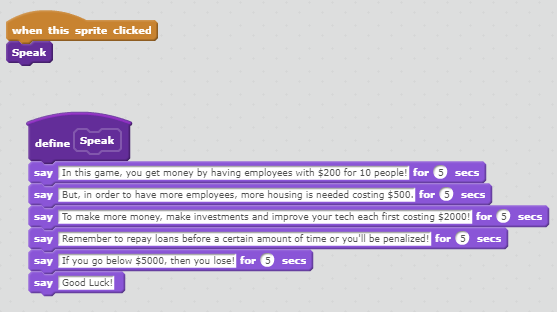 when this sprite clicked
Speak
define Speak
say In this game, you get money by having employees with $200 for 10 people! for 5 secs
say But, in order to have more employees, more housing is needed costing $500. for 5 secs
say To make more money, make investments and improve your tech each first costing $2000! for 5 secs
say Remember to repay loans before a certain amount of time or you'll be penalized! for 5 secs
say If you go below $5000, then you lose! for 5 secs
say Good Luck!